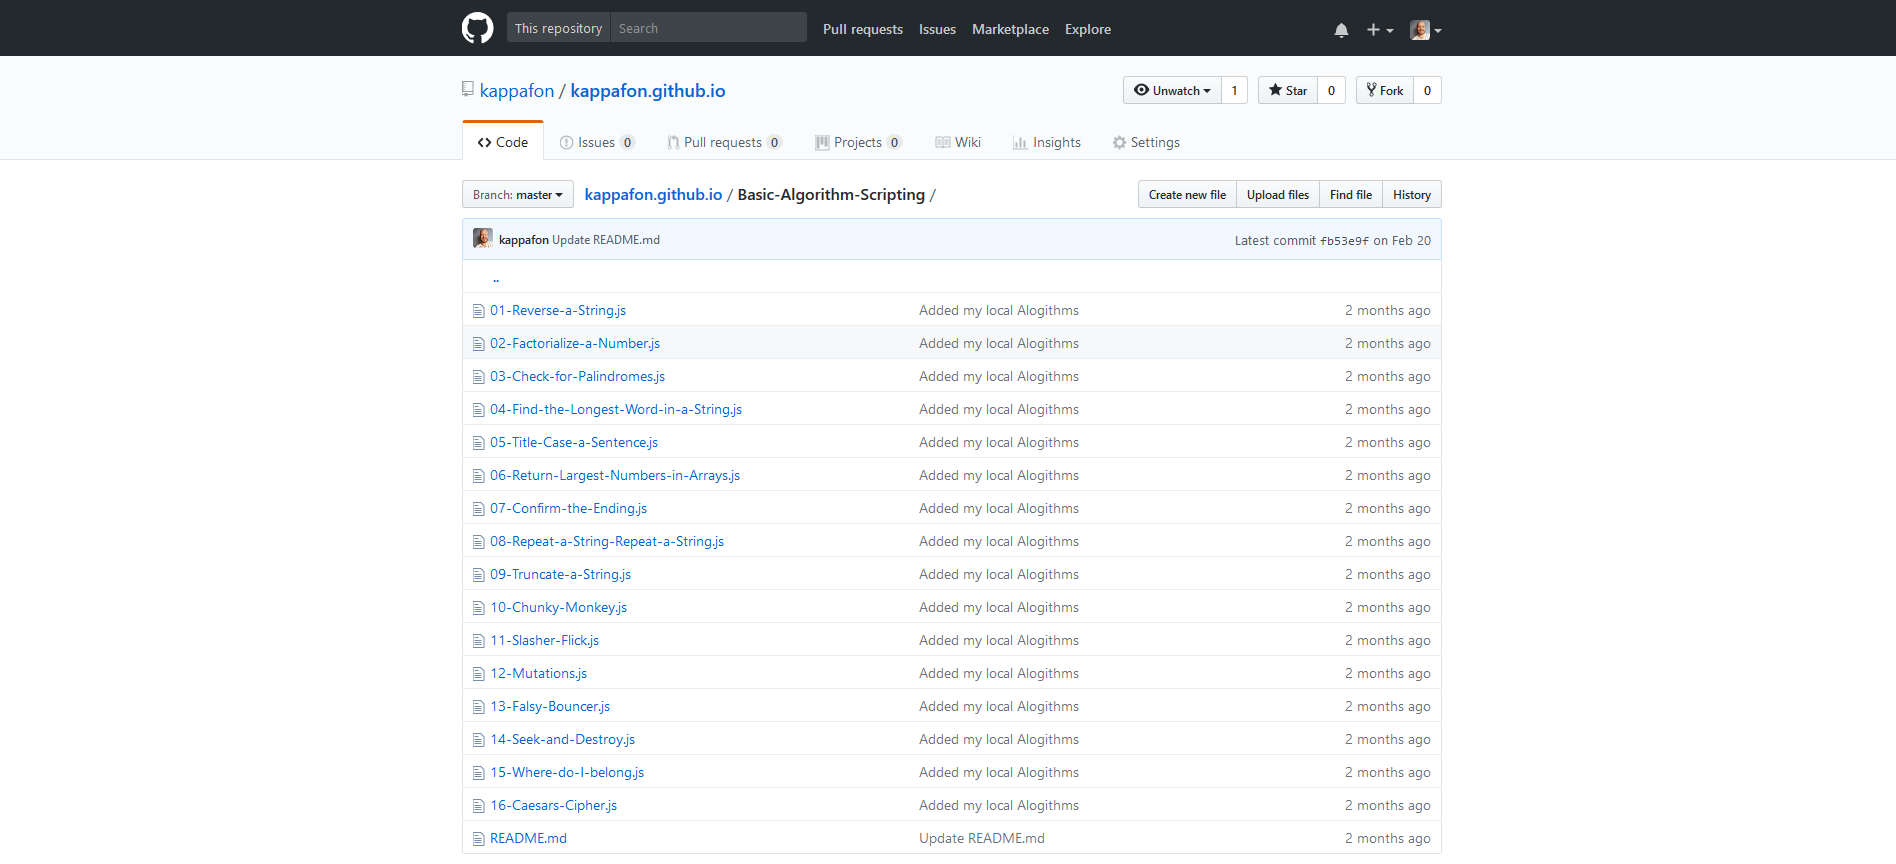 This repository Search Pull requests Issues Marketplace Explore
kappafon / kappafon.github.io Unwatch 1 Star 0 Fork 0
Code Issues 0 Pull requests 0 Projects 0 Wiki Insights Settings
Branch: master kappafon.github.io / Basic-Algorithm-Scripting / Create new file Upload files Find file History
kappafon Update README.md Latest commit fb53e9f on Feb 20
..
01-Reverse-a-String.js Added my local Alogithms 2 months ago
02-Factorialize-a-Number.js Added my local Alogithms 2 months ago
03-Check-for-Palindromes.js Added my local Alogithms 2 months ago
04-Find-the-Longest-Word-in-a-String.js Added my local Alogithms 2 months ago
05-Title-Case-a-Sentence.js Added my local Alogithms 2 months ago
06-Return-Largest-Numbers-in-Arrays.js Added my local Alogithms 2 months ago
07-Confirm-the-Ending.js Added my local Alogithms 2 months ago
08-Repeat-a-String-Repeat-a-String.js Added my local Alogithms 2 months ago
09-Truncate-a-String.js Added my local Alogithms 2 months ago
10-Chunky-Monkey.js Added my local Alogithms 2 months ago
11-Slasher-Flick.js Added my local Alogithms 2 months ago
12-Mutations.js Added my local Alogithms 2 months ago
13-Falsy-Bouncer.js Added my local Alogithms 2 months ago
14-Seek-and-Destroy.js Added my local Alogithms 2 months ago
15-Where-do-I-belong.js Added my local Alogithms 2 months ago
16-Caesars-Cipher.js Added my local Alogithms 2 months ago
README.md Update README.md 2 months ago